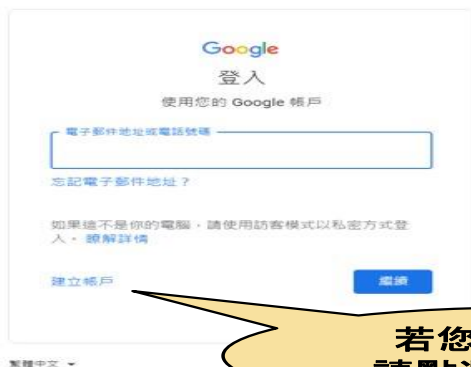 Google
登入
使用您的 Google 帳戶
電子郵件地址或電話號碼
忘記電子郵件地址？
如果這不是你的電腦，請使用訪客模式以私密方式登
入。瞭解詳情
建立帳戶
繼續
若您
繁體中文
請點